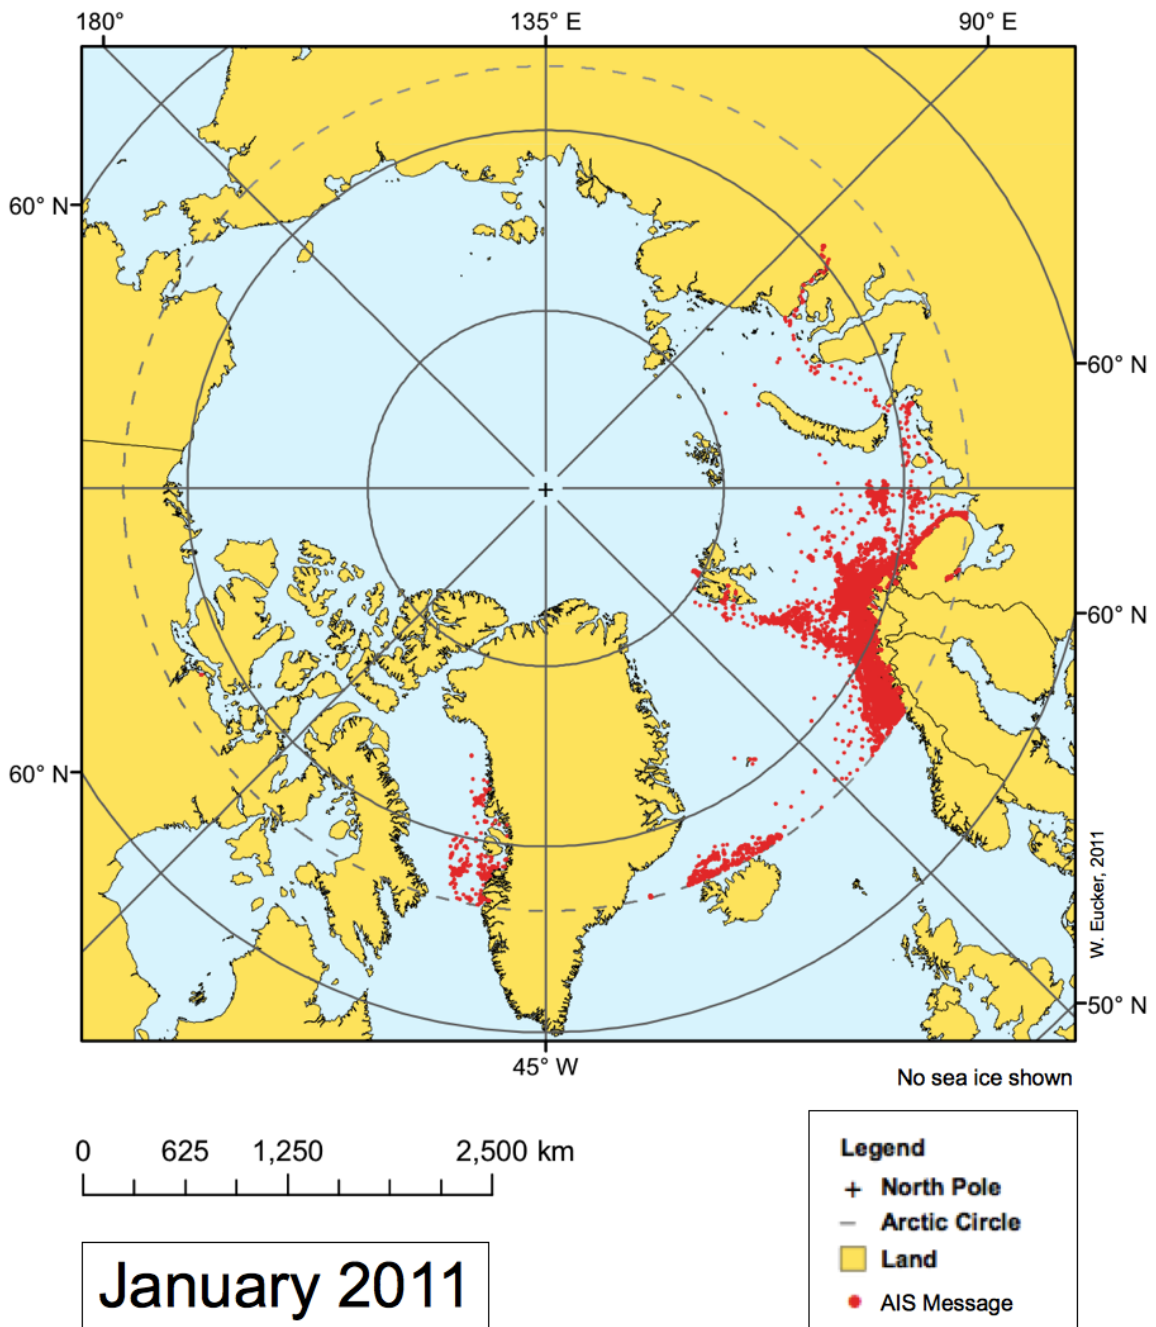 180°
135° E
90° E
60° N
60° N
60° N
60° N
W. Eucker, 2011
50° N
45° W
No sea ice shown
0 625 1,250 2,500 km
Legend
+ North Pole
Arctic Circle
Land
AIS Message
January 2011